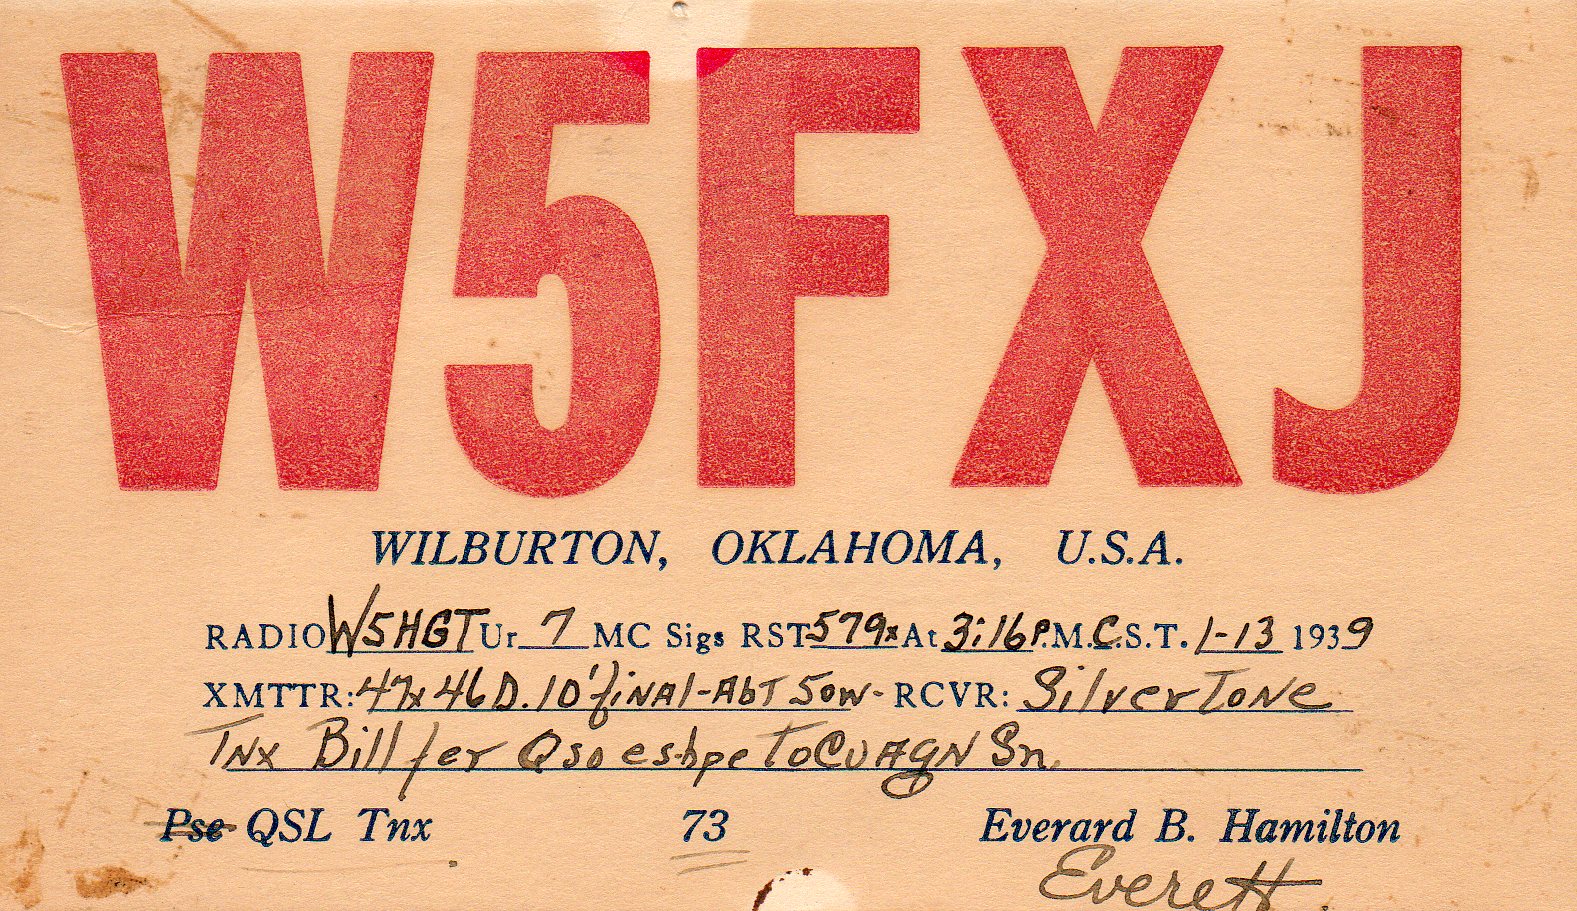 W5FXJ
WILBURTON, OKLAHOMA, U.S.A.
RADIO W5HGT Ur 7 MC Sigs RST 579x At 3:16 P.M. C.S.T. 1-13 1939
XMTTR: 47x 46 D. 10 final - Abt 50w - RCVR: Silvertone
Tnx Bill fer Qso es hpe To Cu AgN Sn
Pse QSL Tnx 73 Everard B. Hamilton
Everett.